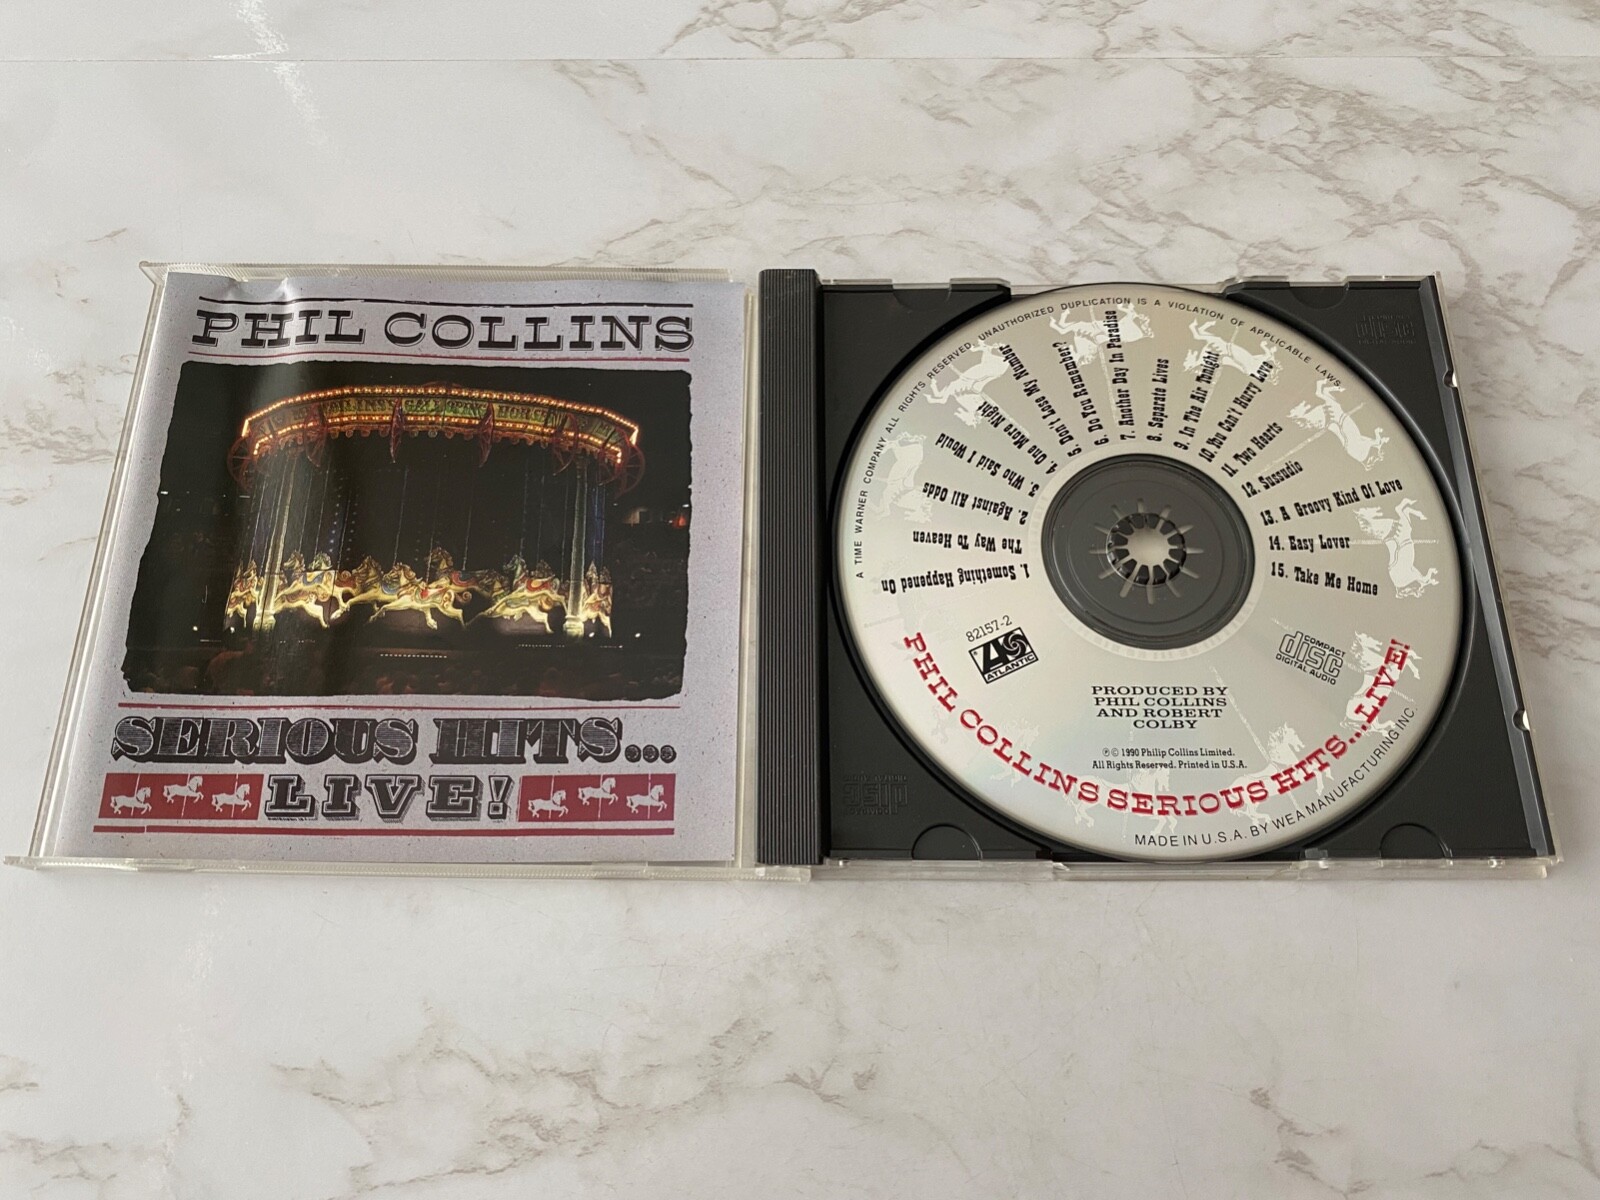 PHIL COLLINS
SERIOUS HITS...
LIVE!
A TIME WARNER COMPANY ALL RIGHTS RESERVED. UNAUTHORIZED DUPLICATION IS A VIOLATION OF APPLICABLE LAWS
1. Something Happened On
The Way To Heaven
2. Against All Odds
3. Who Said I Would
4. One More Night
5. Don't Lose My Number
6. Do You Remember?
7. Another Day In Paradise
8. Separate Lives
9. In The Air Tonight
10. You Can't Hurry Love
11. Two Hearts
12. Sussudio
13. A Groovy Kind Of Love
14. Easy Lover
15. Take Me Home
82157-2
ATLANTIC
COMPACT
disc
DIGITAL AUDIO
PRODUCED BY
PHIL COLLINS
AND ROBERT
COLBY
℗© 1990 Philip Collins Limited.
All Rights Reserved. Printed in U.S.A.
PHIL COLLINS SERIOUS HITS...LIVE!
MADE IN U.S.A. BY WEA MANUFACTURING INC.